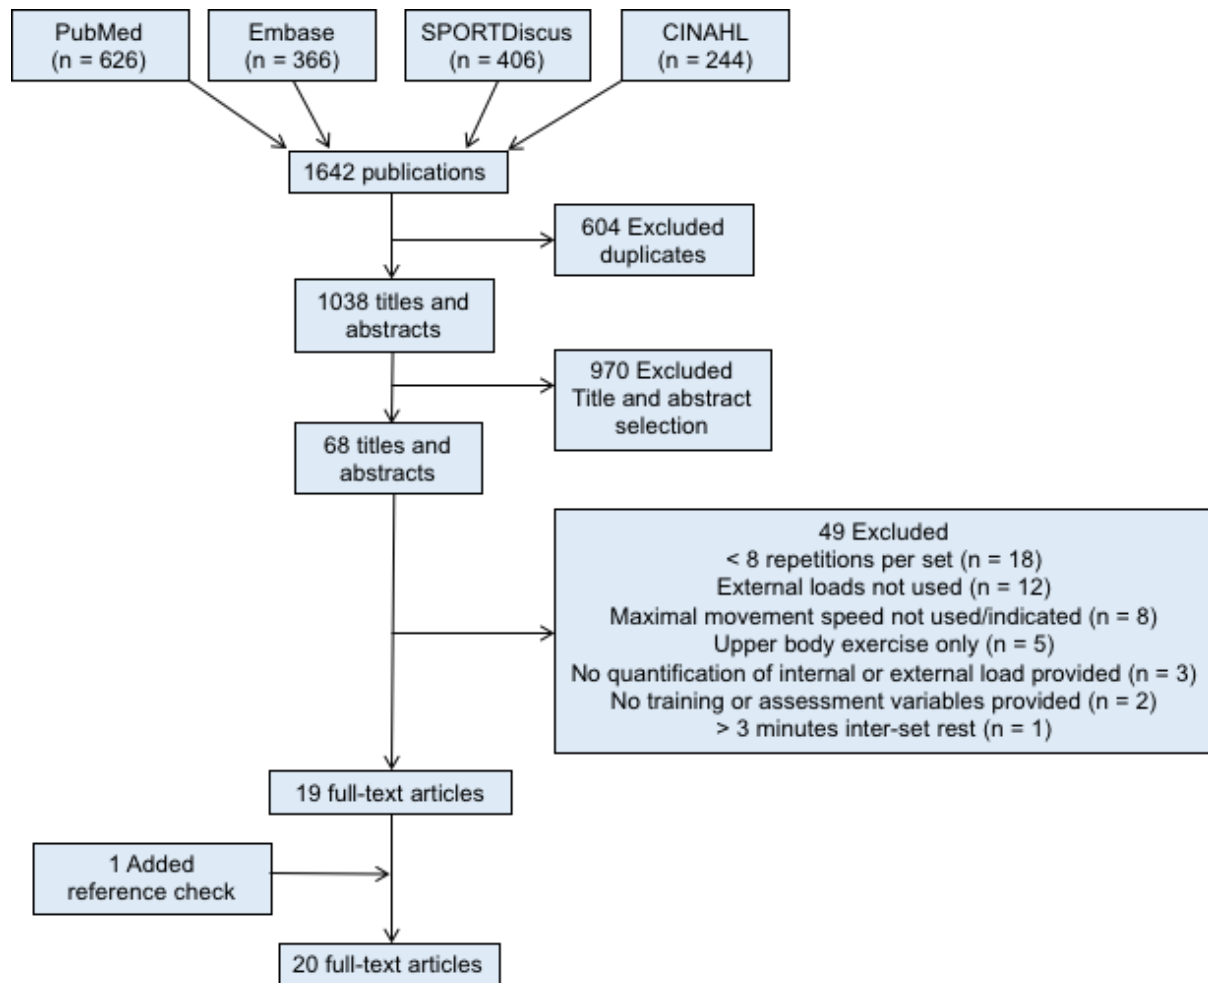 PubMed
(n = 626)
Embase
(n = 366)
SPORTDiscus
(n = 406)
CINAHL
(n = 244)
1642 publications
604 Excluded
duplicates
1038 titles and
abstracts
970 Excluded
Title and abstract
selection
68 titles and
abstracts
49 Excluded
< 8 repetitions per set (n = 18)
External loads not used (n = 12)
Maximal movement speed not used/indicated (n = 8)
Upper body exercise only (n = 5)
No quantification of internal or external load provided (n = 3)
No training or assessment variables provided (n = 2)
> 3 minutes inter-set rest (n = 1)
19 full-text articles
1 Added
reference check
20 full-text articles